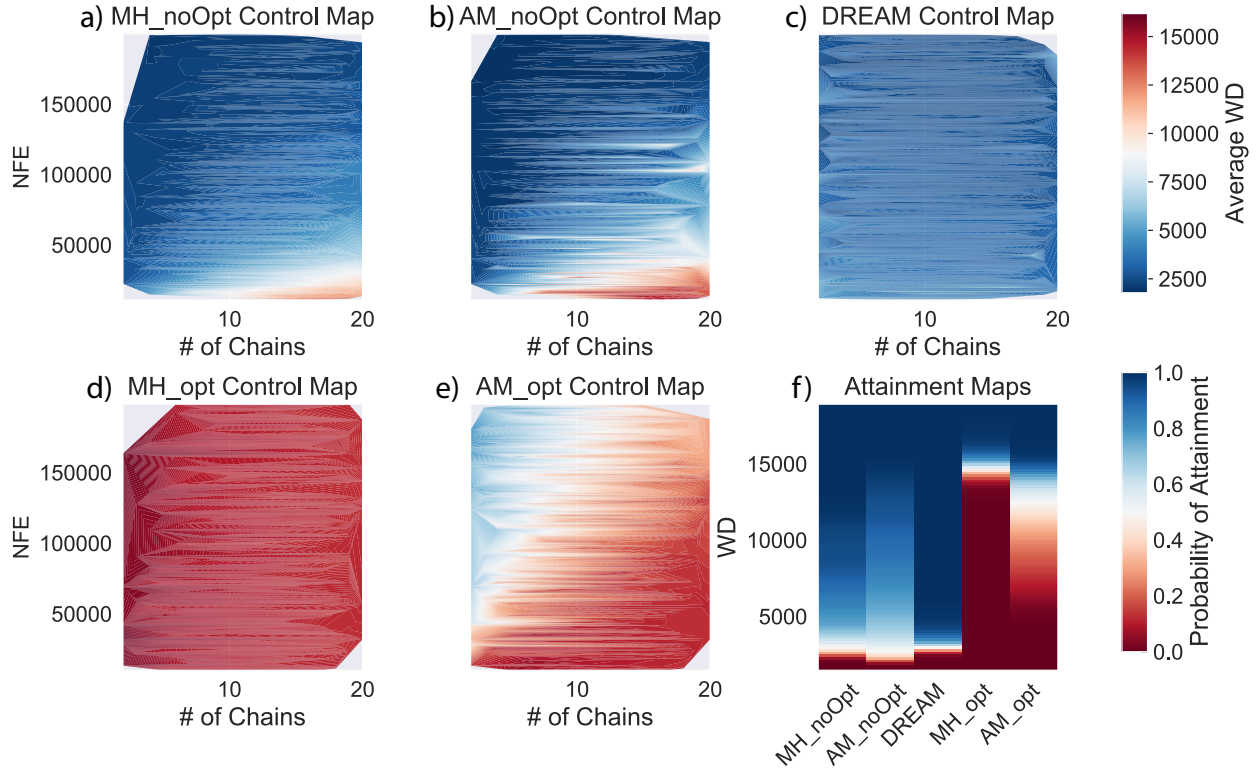 a) MH_noOpt Control Map
b) AM_noOpt Control Map
c) DREAM Control Map
NFE
150000
100000
50000
10
20
# of Chains
10
20
# of Chains
10
20
# of Chains
15000
12500
10000
7500
5000
2500
Average WD
d) MH_opt Control Map
e) AM_opt Control Map
f) Attainment Maps
NFE
150000
100000
50000
10
20
# of Chains
10
20
# of Chains
WD
15000
10000
5000
MH_noOpt
AM_noOpt
DREAM
MH_opt
AM_opt
1.0
0.8
0.6
0.4
0.2
0.0
Probability of Attainment